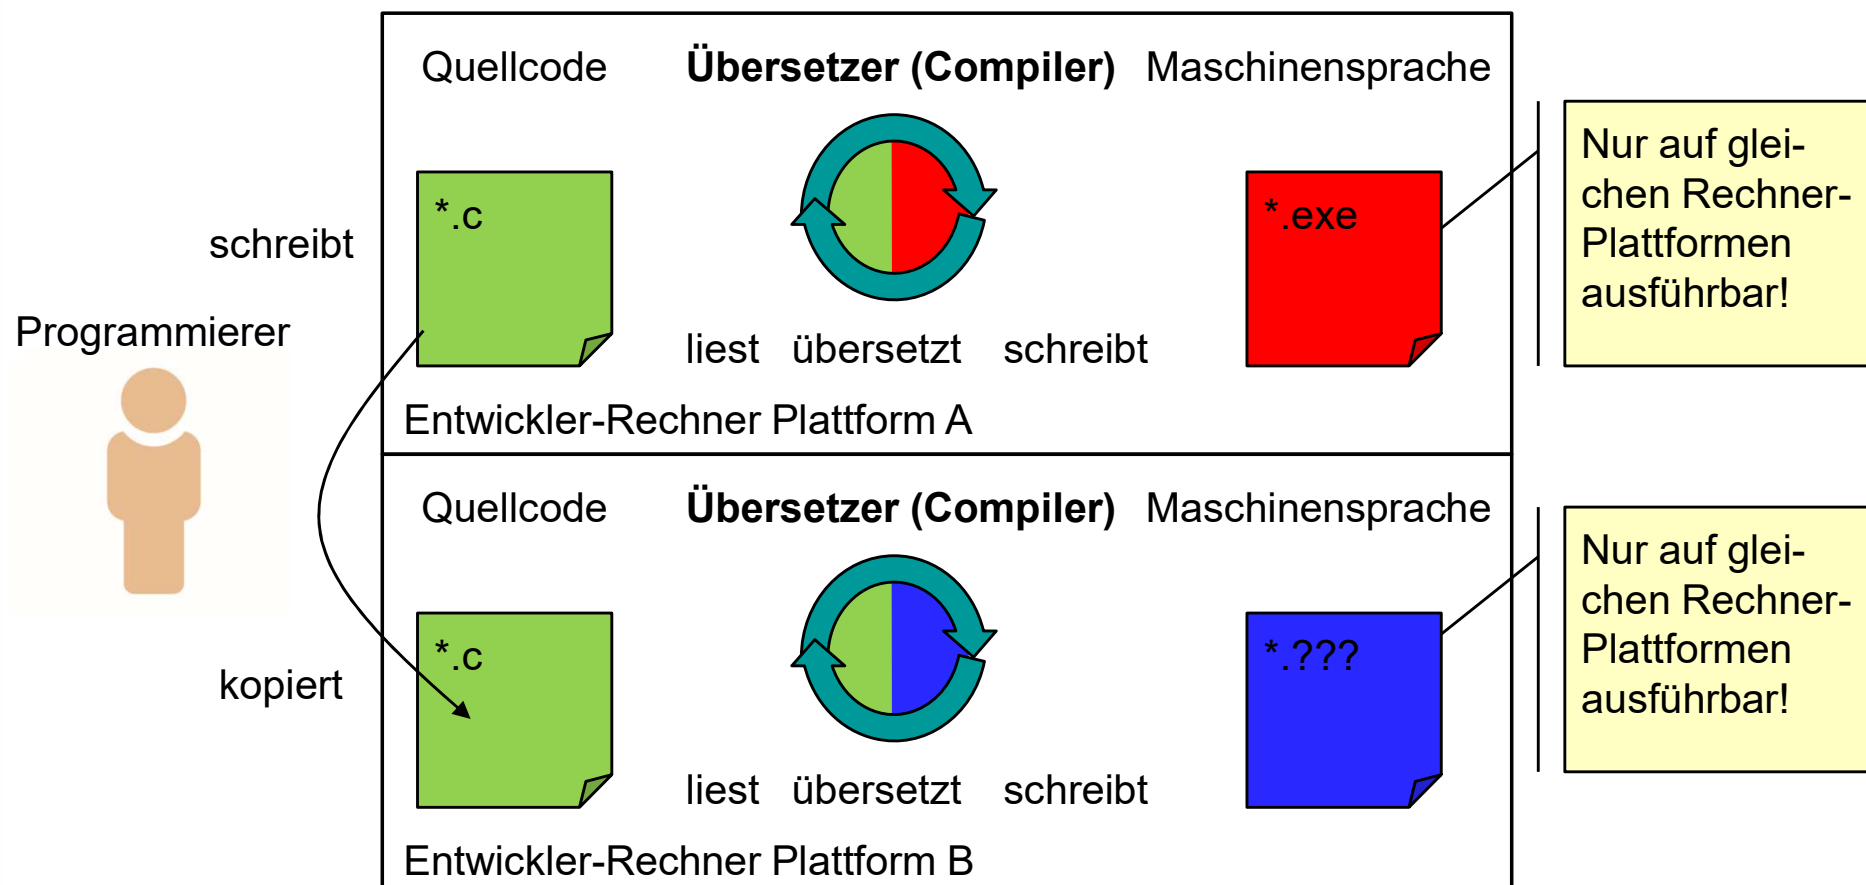 Quellcode Übersetzer (Compiler) Maschinensprache
*.c
*.exe
schreibt
Programmierer
liest übersetzt schreibt
Entwickler-Rechner Plattform A
Nur auf glei-
chen Rechner-
Plattformen
ausführbar!
Quellcode Übersetzer (Compiler) Maschinensprache
*.c
*.???
kopiert
liest übersetzt schreibt
Entwickler-Rechner Plattform B
Nur auf glei-
chen Rechner-
Plattformen
ausführbar!